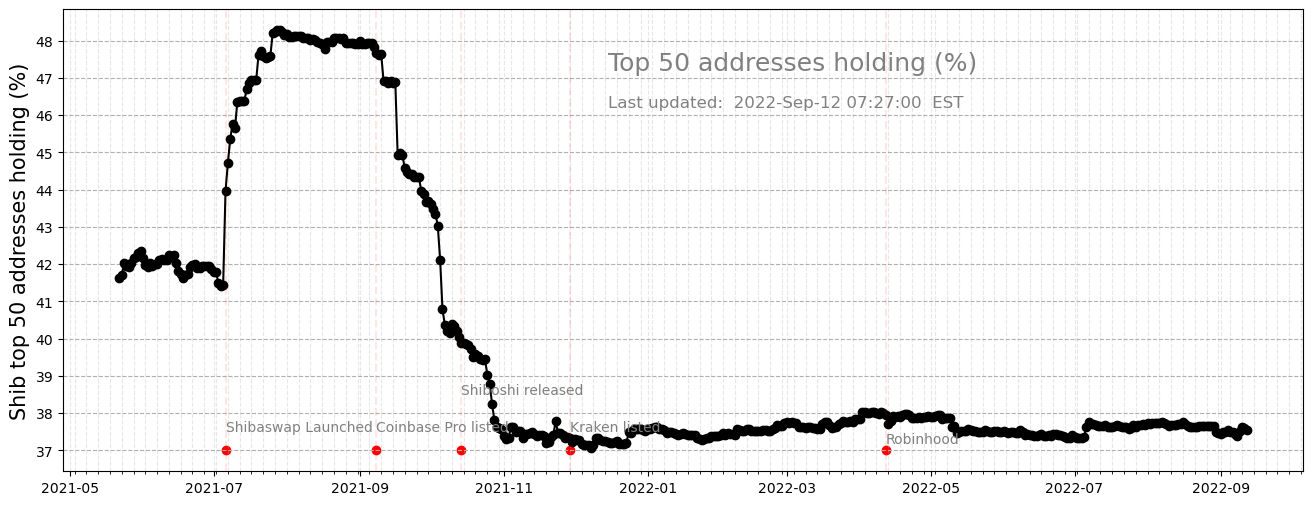 Top 50 addresses holding (%)
Last updated:  2022-Sep-12 07:27:00  EST
Shib top 50 addresses holding (%)
48
47
46
45
44
43
42
41
40
39
38
37
Shiboshi released
Shibaswap Launched
Coinbase Pro listed
Kraken listed
Robinhood
2021-05
2021-07
2021-09
2021-11
2022-01
2022-03
2022-05
2022-07
2022-09